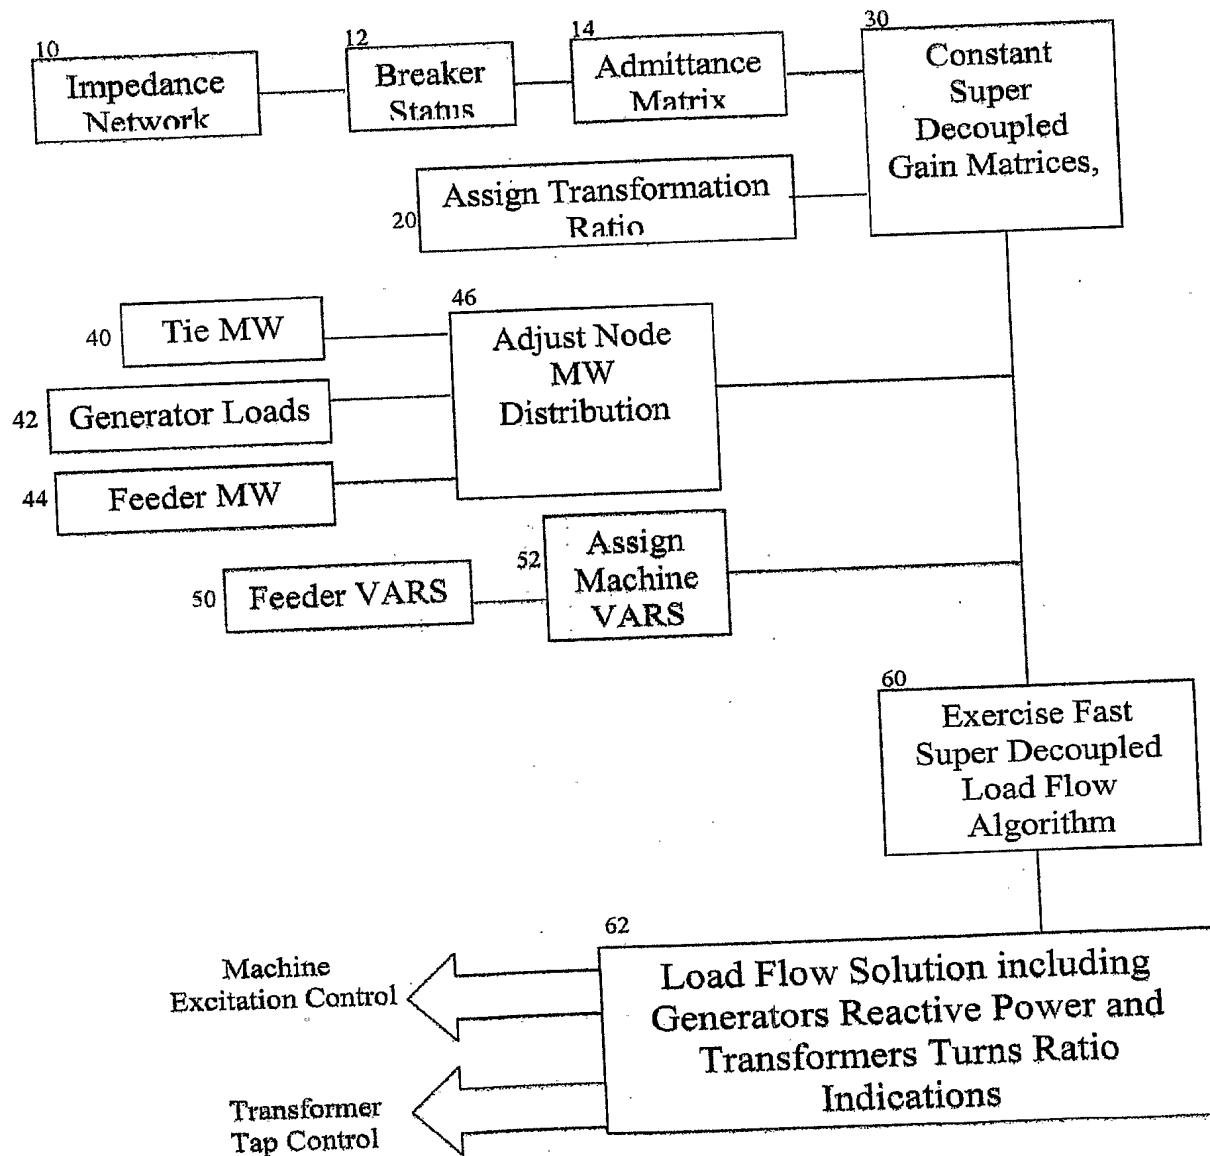 10
Impedance
Network
12
Breaker
Status
14
Admittance
Matrix
30
Constant
Super
Decoupled
Gain Matrices,
20
Assign Transformation
Ratio
40
Tie MW
42
Generator Loads
44
Feeder MW
46
Adjust Node
MW
Distribution
50
Feeder VARS
52
Assign
Machine
VARS
60
Exercise Fast
Super Decoupled
Load Flow
Algorithm
62
Load Flow Solution including
Generators Reactive Power and
Transformers Turns Ratio
Indications
Machine
Excitation Control
Transformer
Tap Control